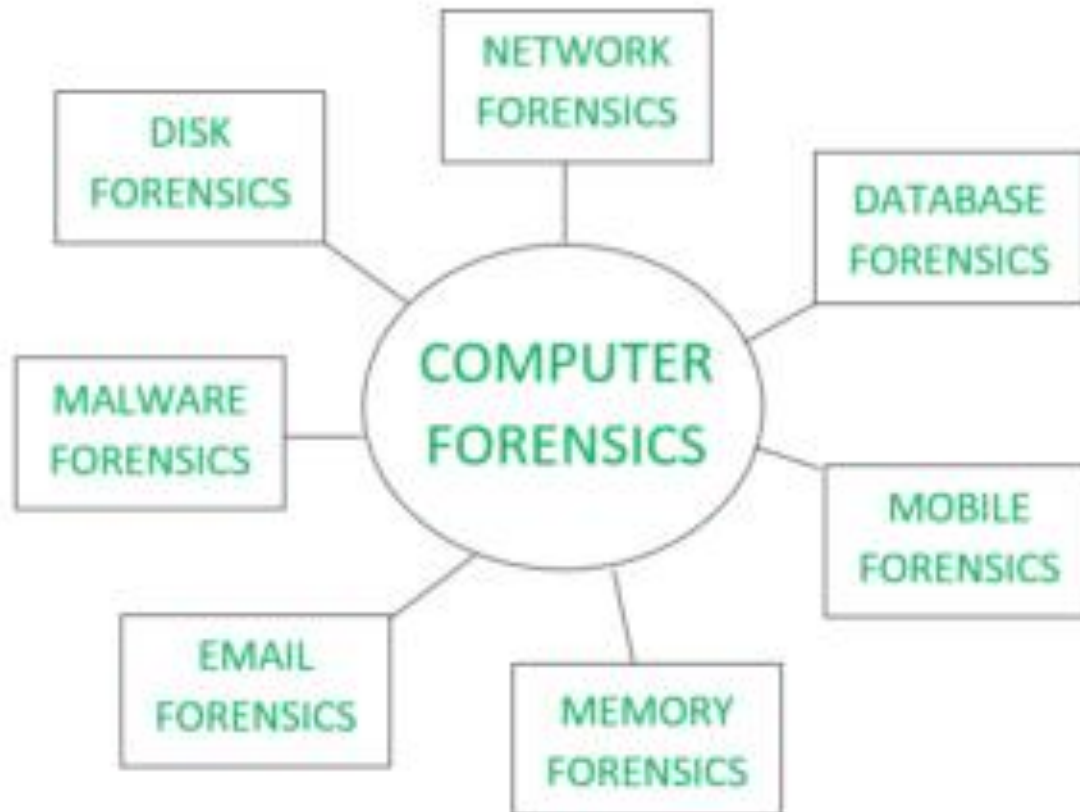 NETWORK
FORENSICS
DISK
FORENSICS
DATABASE
FORENSICS
COMPUTER
FORENSICS
MALWARE
FORENSICS
MOBILE
FORENSICS
EMAIL
FORENSICS
MEMORY
FORENSICS